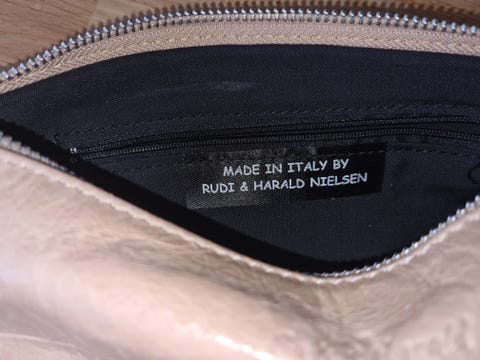 MADE IN ITALY BY
RUDI & HARALD NIELSEN